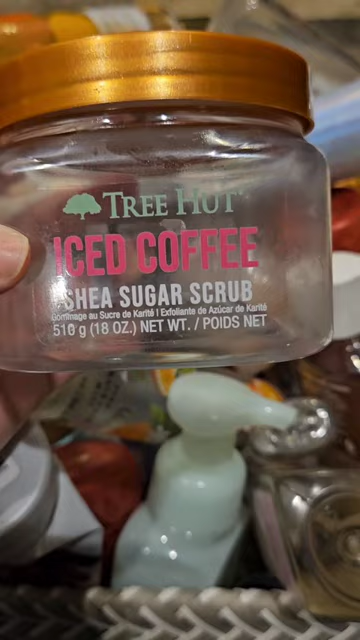 TREE HUT
ICED COFFEE
SHEA SUGAR SCRUB
Gommage au Sucre de Karité | Exfoliante de Azúcar de Karité
510 g (18 OZ.) NET WT. / POIDS NET